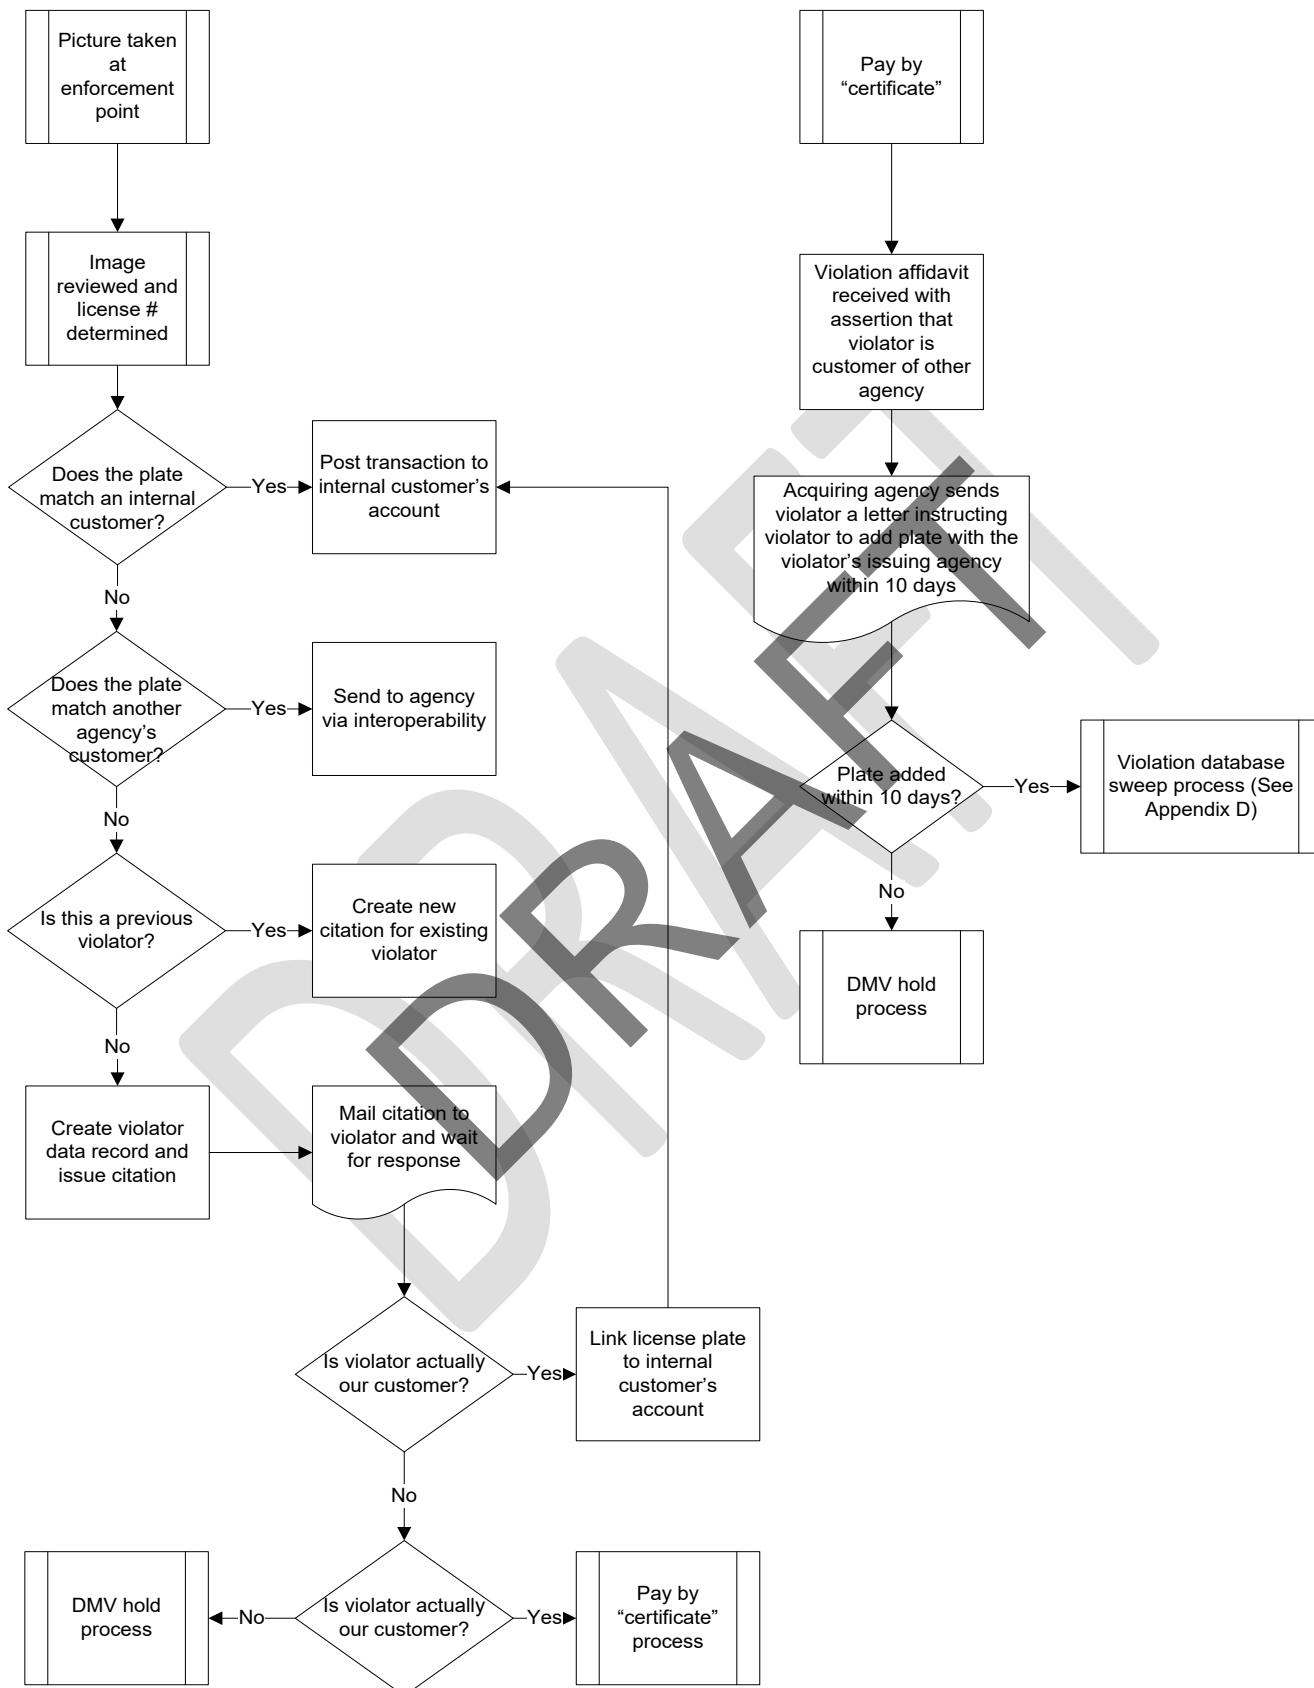 Picture taken
at
enforcement
point
Image
reviewed and
license #
determined
Does the plate
match an internal
customer?
Yes
Post transaction to
internal customer’s
account
No
Does the plate
match another
agency’s
customer?
Yes
Send to agency
via interoperability
No
Is this a previous
violator?
Yes
Create new
citation for existing
violator
No
Create violator
data record and
issue citation
Mail citation to
violator and wait
for response
Is violator actually
our customer?
Yes
Link license plate
to internal
customer’s
account
No
Is violator actually
our customer?
No
DMV hold
process
Yes
Pay by
“certificate”
process
Pay by
“certificate”
Violation affidavit
received with
assertion that
violator is
customer of other
agency
Acquiring agency sends
violator a letter instructing
violator to add plate with the
violator’s issuing agency
within 10 days
Plate added
within 10 days?
Yes
Violation database
sweep process (See
Appendix D)
No
DMV hold
process
DRAFT
DRAFT